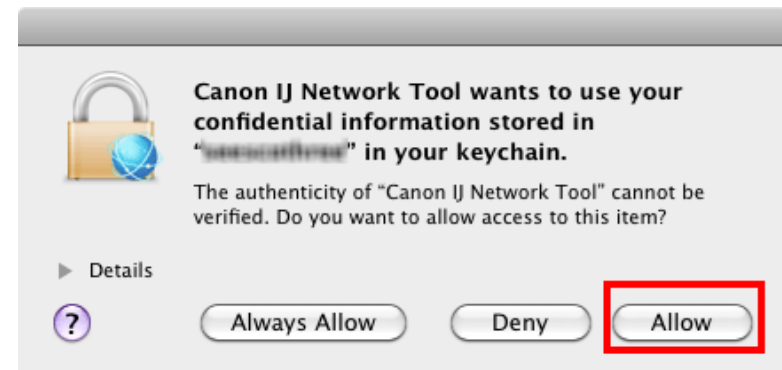 Canon IJ Network Tool wants to use your
confidential information stored in
“ ” in your keychain.
The authenticity of “Canon IJ Network Tool” cannot be
verified. Do you want to allow access to this item?
Details
? Always Allow Deny Allow